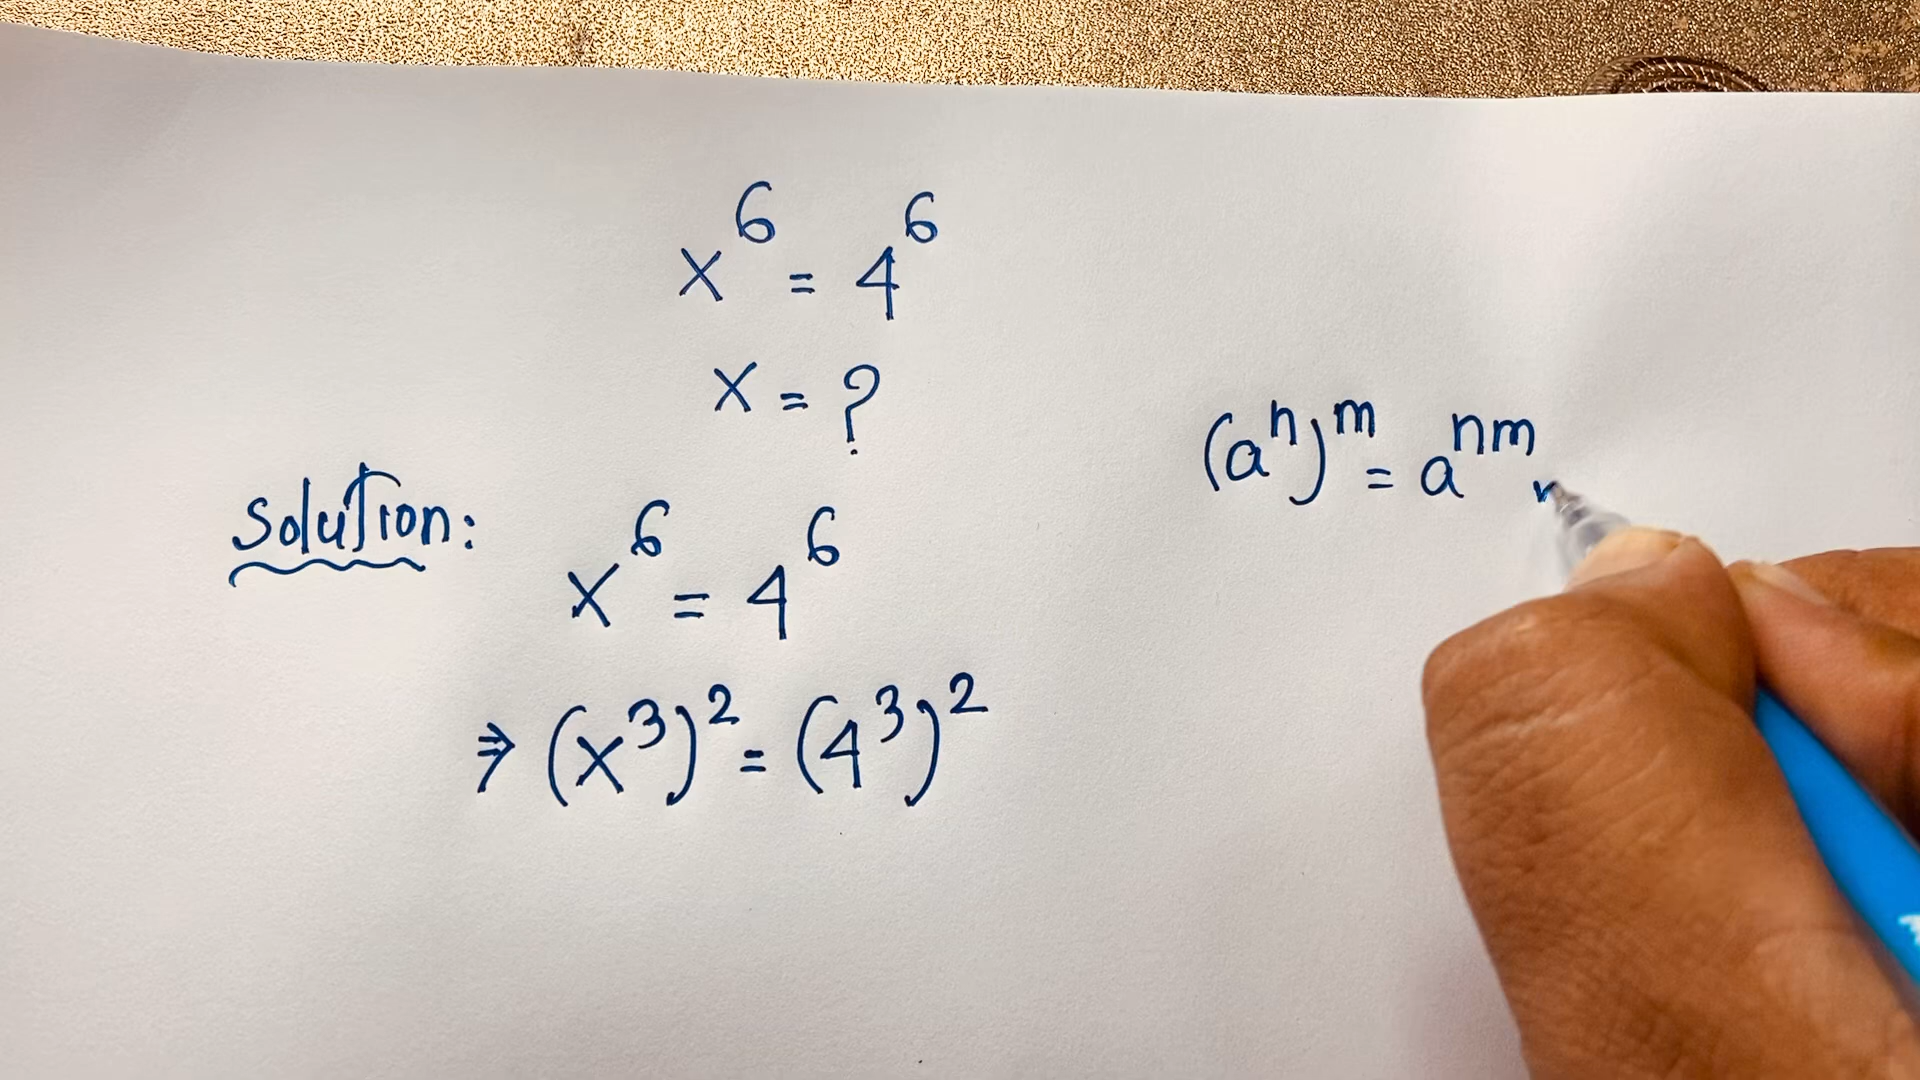 x⁶ = 4⁶
x = ?
(aⁿ)ᵐ = aⁿᵐ
Solution:
x⁶ = 4⁶
⇒ (x³)² = (4³)²